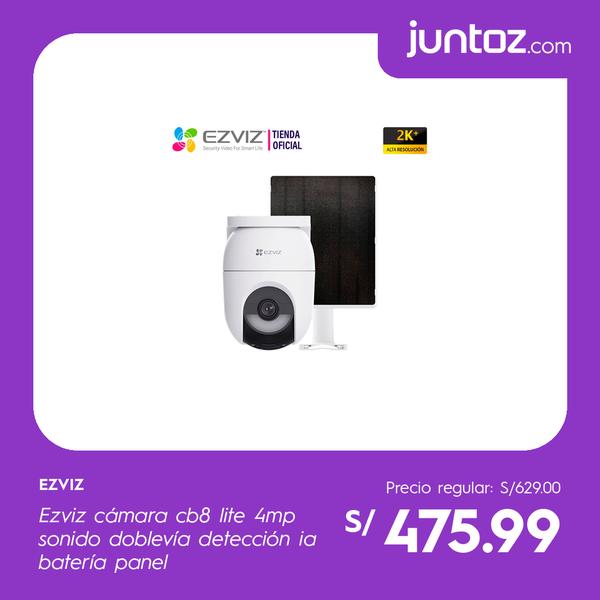 juntoz.com
EZVIZ
Security Video For Smart Life
TIENDA
OFICIAL
2K+
ALTA RESOLUCIÓN
EZVIZ
EZVIZ
Ezviz cámara cb8 lite 4mp
sonido doblevía detección ia
batería panel
Precio regular: S/629.00
S/ 475.99